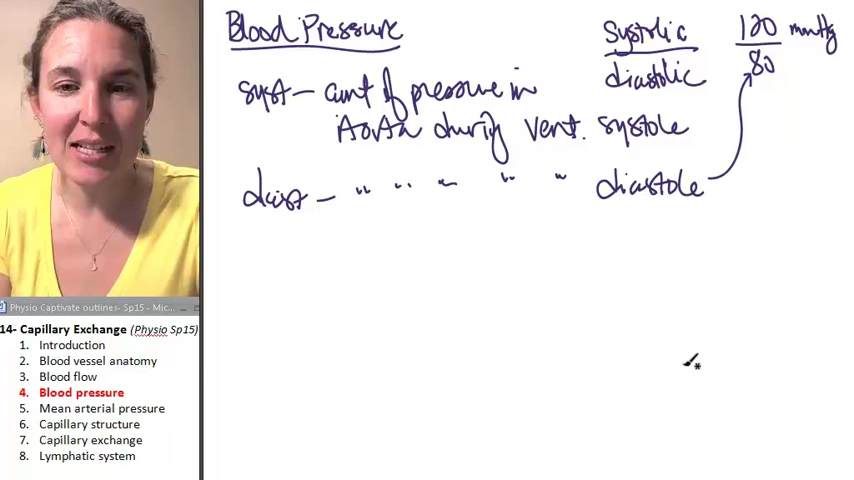 Blood Pressure
Systolic 120 mmHg
diastolic 80
syst - amt of pressure in
Aorta during vent. systole
diast - " " " " " diastole
Physio Captivate outlines- Sp15 - Mic...
14- Capillary Exchange (Physio Sp15)
1. Introduction
2. Blood vessel anatomy
3. Blood flow
4. Blood pressure
5. Mean arterial pressure
6. Capillary structure
7. Capillary exchange
8. Lymphatic system